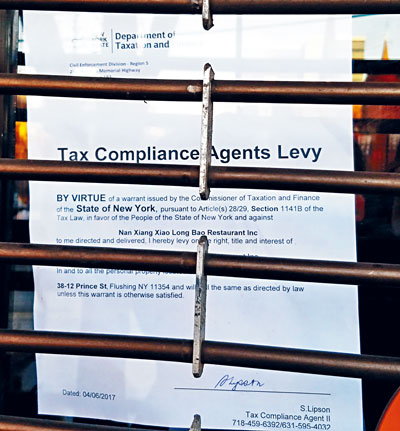 Department of
Taxation and
Civil Enforcement Division - Region 5
Memorial Highway
Tax Compliance Agents Levy
BY VIRTUE of a warrant issued by the Commissioner of Taxation and Finance
of the State of New York, pursuant to Article(s) 28/29, Section 1141B of the
Tax Law, in favor of the People of the State of New York and against
Nan Xiang Xiao Long Bao Restaurant Inc
to me directed and delivered, I hereby levy on the right, title and interest of
In and to all the personal property
38-12 Prince St, Flushing NY 11354 and will the same as directed by law
unless this warrant is otherwise satisfied.
SLipson
S.Lipson
Dated: 04/06/2017
Tax Compliance Agent II
718-459-6392/631-595-4032